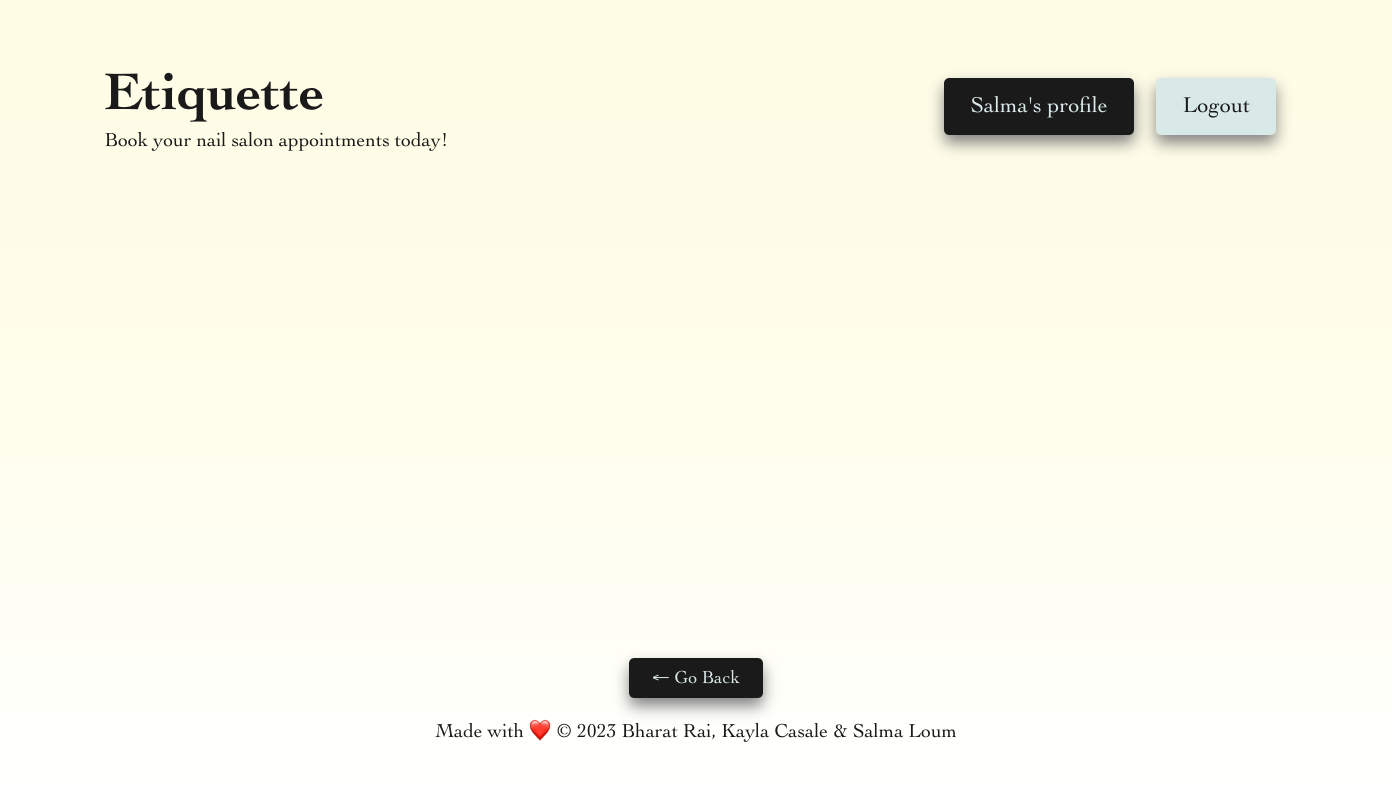 Etiquette
Book your nail salon appointments today!
Salma's profile
Logout
← Go Back
Made with ❤️ © 2023 Bharat Rai, Kayla Casale & Salma Loum